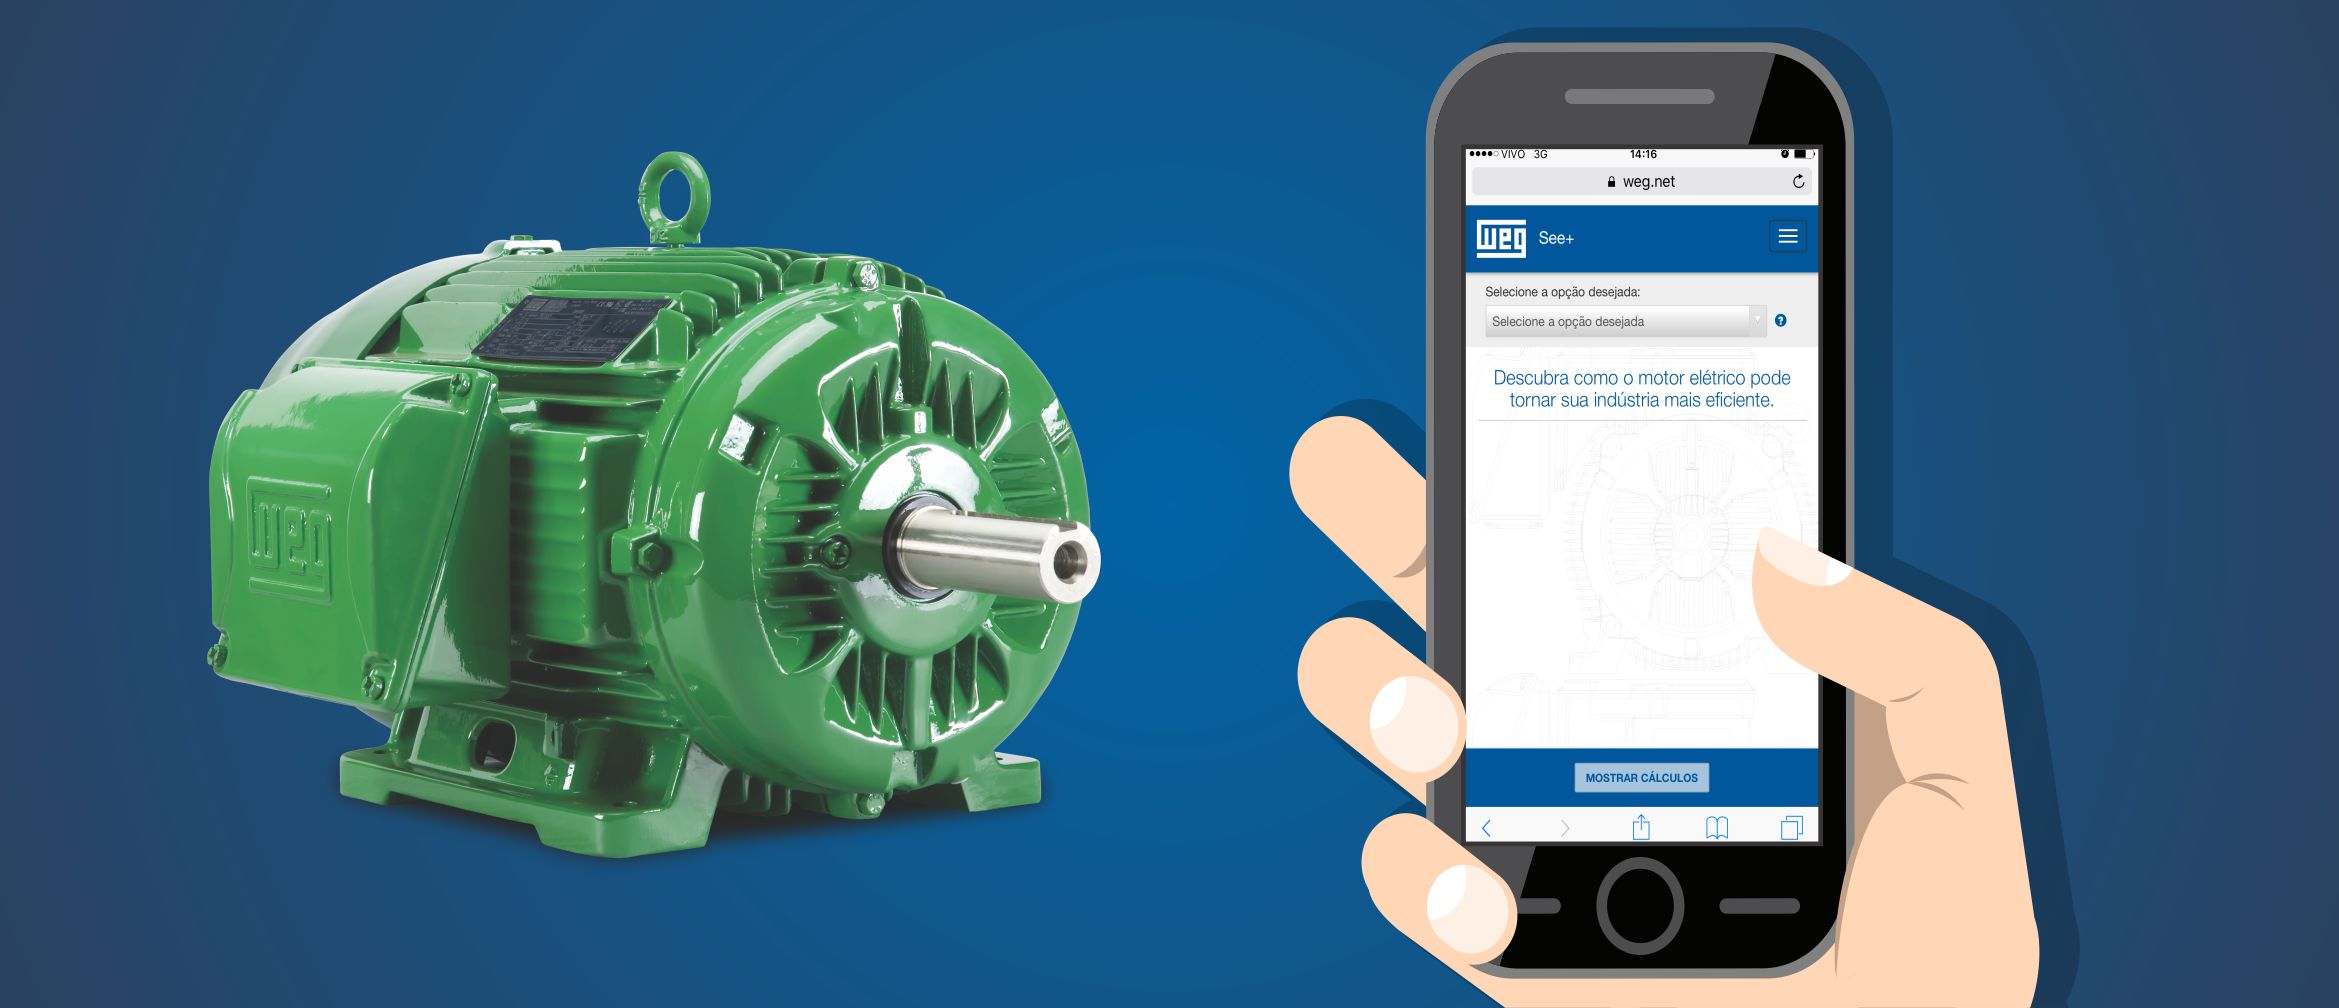 weg
VIVO 3G 14:16
weg.net
weg See+
Selecione a opção desejada:
Selecione a opção desejada
?
Descubra como o motor elétrico pode
tornar sua indústria mais eficiente.
MOSTRAR CÁLCULOS